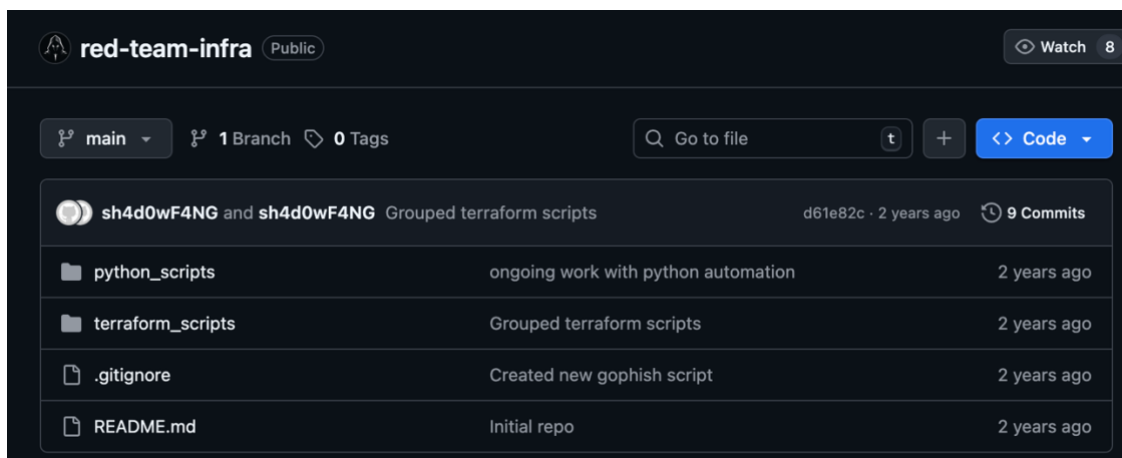 red-team-infra Public Watch 8
main 1 Branch 0 Tags Go to file t Code
sh4d0wF4NG and sh4d0wF4NG Grouped terraform scripts d61e82c · 2 years ago 9 Commits
python_scripts ongoing work with python automation 2 years ago
terraform_scripts Grouped terraform scripts 2 years ago
.gitignore Created new gophish script 2 years ago
README.md Initial repo 2 years ago